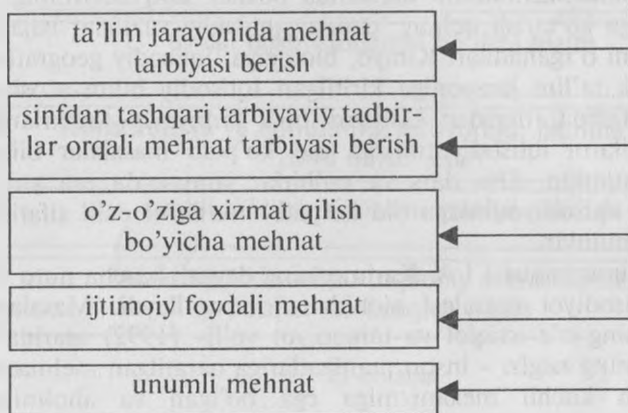 ta’lim jarayonida mehnat
tarbiyasi berish
sinfdan tashqari tarbiyaviy tadbir-
lar orqali mehnat tarbiyasi berish
o’z-o’ziga xizmat qilish
bo’yicha mehnat
ijtimoiy foydali mehnat
unumli mehnat